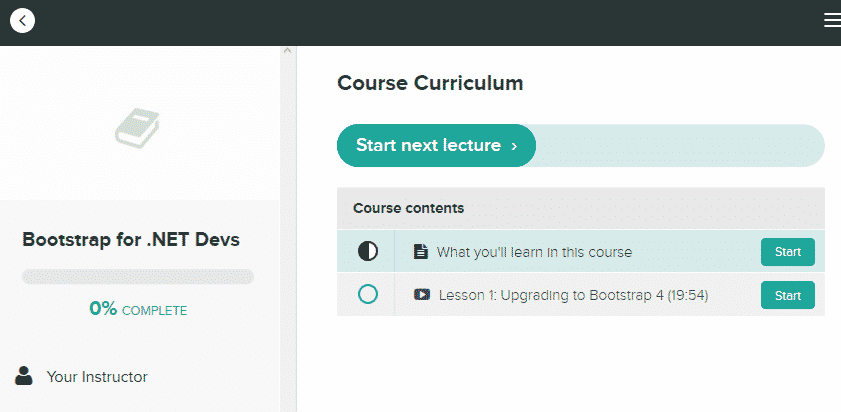 Course Curriculum
Start next lecture ›
Course contents
What you'll learn in this course
Start
Lesson 1: Upgrading to Bootstrap 4 (19:54)
Start
Bootstrap for .NET Devs
0% COMPLETE
Your Instructor